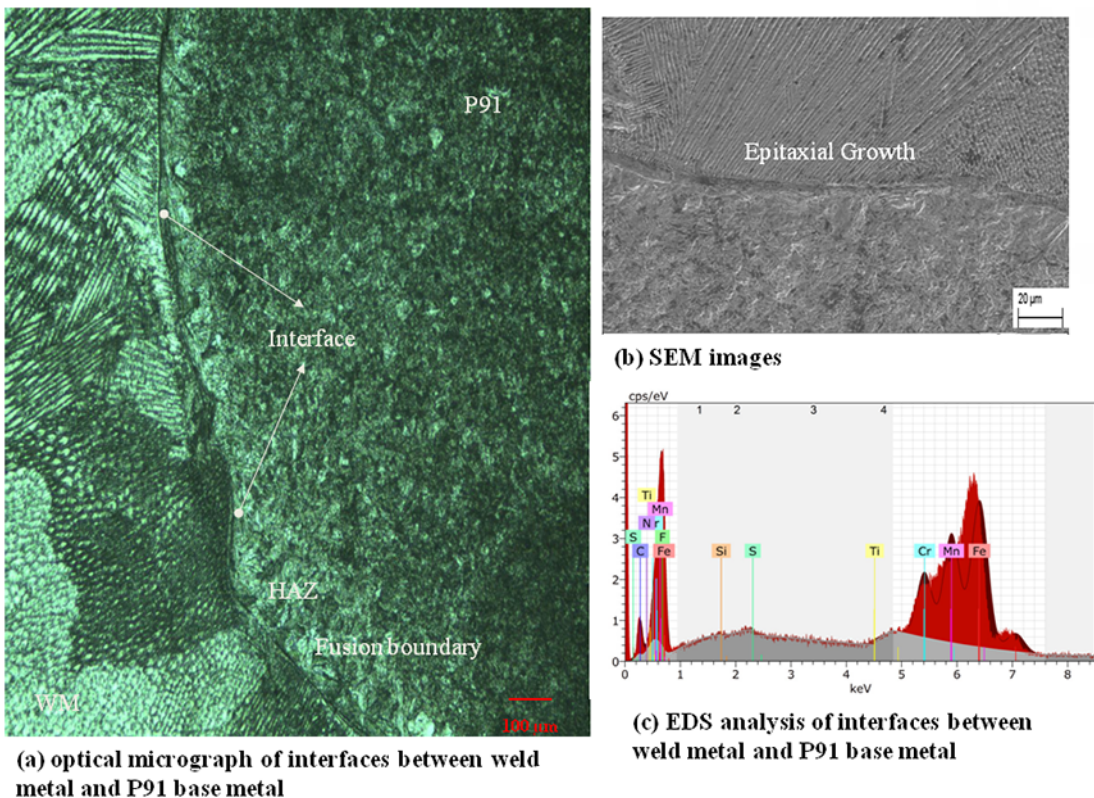 P91
Interface
HAZ
Fusion boundary
WM
100 µm
(a) optical micrograph of interfaces between weld
metal and P91 base metal
Epitaxial Growth
20 µm
(b) SEM images
cps/eV
1 2 3 4
6
5
4
3
2
1
0
Ti
Mn
N
S
C
F
Fe
Si
S
Ti
Cr
Mn
Fe
0 1 2 3 4 5 6 7 8
keV
(c) EDS analysis of interfaces between
weld metal and P91 base metal